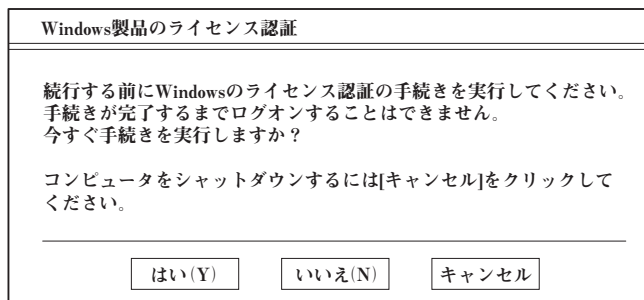 Windows製品のライセンス認証
続行する前にWindowsのライセンス認証の手続きを実行してください。
手続きが完了するまでログオンすることはできません。
今すぐ手続きを実行しますか？
コンピュータをシャットダウンするには[キャンセル]をクリックして
ください。
はい(Y) いいえ(N) キャンセル